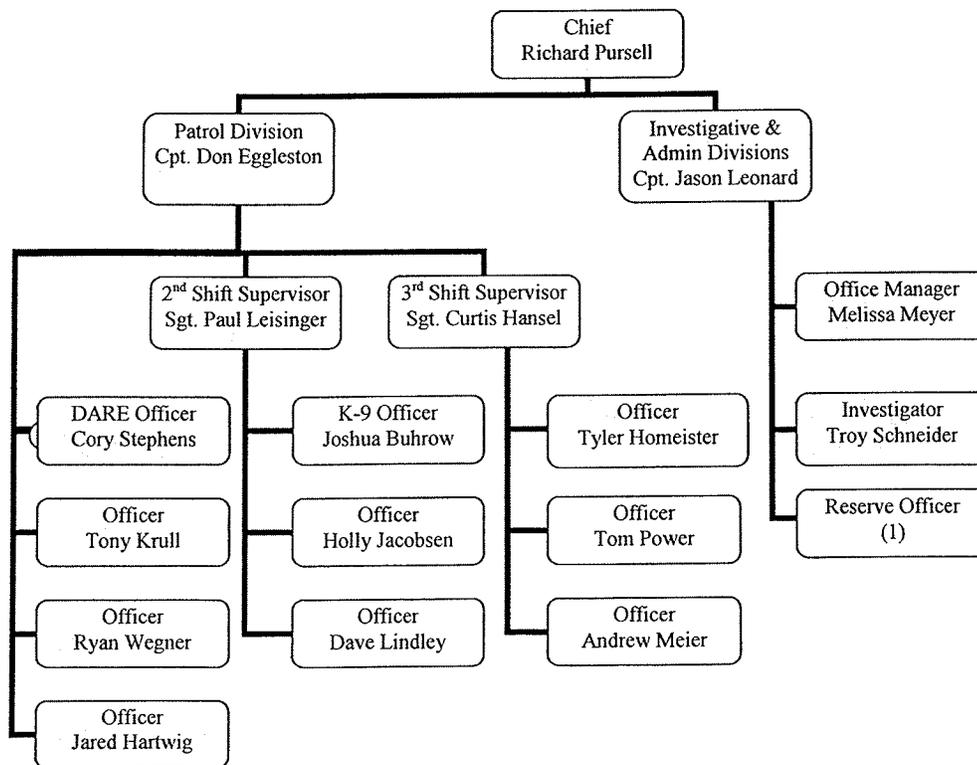 Chief
Richard Pursell
Patrol Division
Cpt. Don Eggleston
Investigative &
Admin Divisions
Cpt. Jason Leonard
2nd Shift Supervisor
Sgt. Paul Leisinger
3rd Shift Supervisor
Sgt. Curtis Hansel
Office Manager
Melissa Meyer
DARE Officer
Cory Stephens
K-9 Officer
Joshua Buhrow
Officer
Tyler Homeister
Investigator
Troy Schneider
Officer
Tony Krull
Officer
Holly Jacobsen
Officer
Tom Power
Reserve Officer
(1)
Officer
Ryan Wegner
Officer
Dave Lindley
Officer
Andrew Meier
Officer
Jared Hartwig